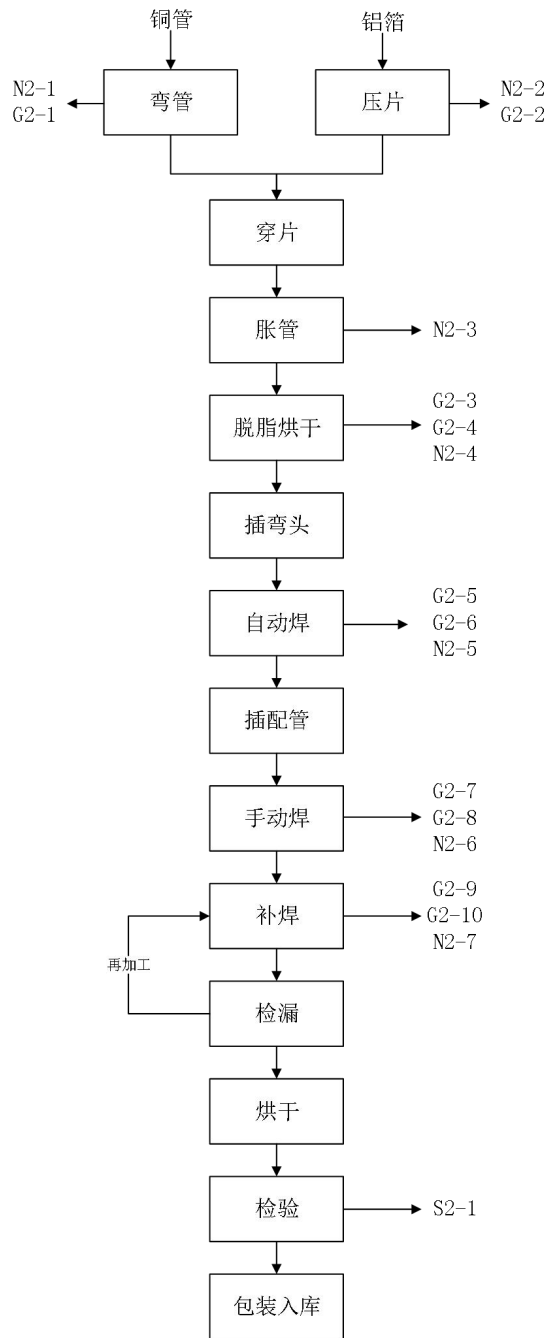 铜管
铝箔
N2-1
G2-1
弯管
压片
N2-2
G2-2
穿片
胀管
N2-3
脱脂烘干
G2-3
G2-4
N2-4
插弯头
自动焊
G2-5
G2-6
N2-5
插配管
手动焊
G2-7
G2-8
N2-6
补焊
G2-9
G2-10
N2-7
再加工
检漏
烘干
检验
S2-1
包装入库